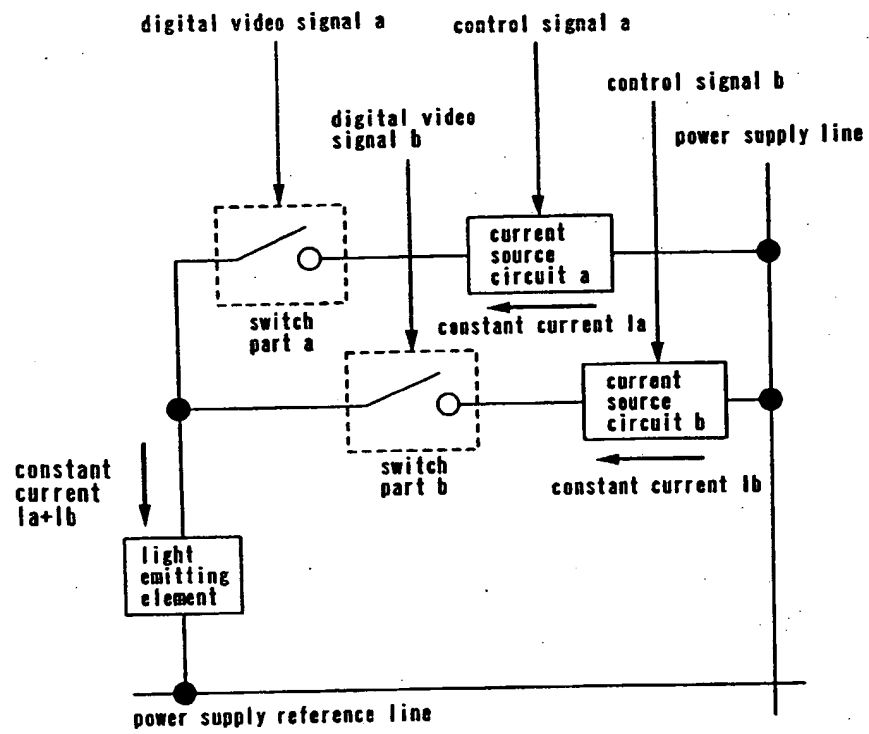 digital video signal a
control signal a
control signal b
digital video
signal b
power supply line
current
source
circuit a
switch
part a
constant current Ia
current
source
circuit b
switch
part b
constant current Ib
constant
current
Ia+Ib
light
emitting
element
power supply reference line